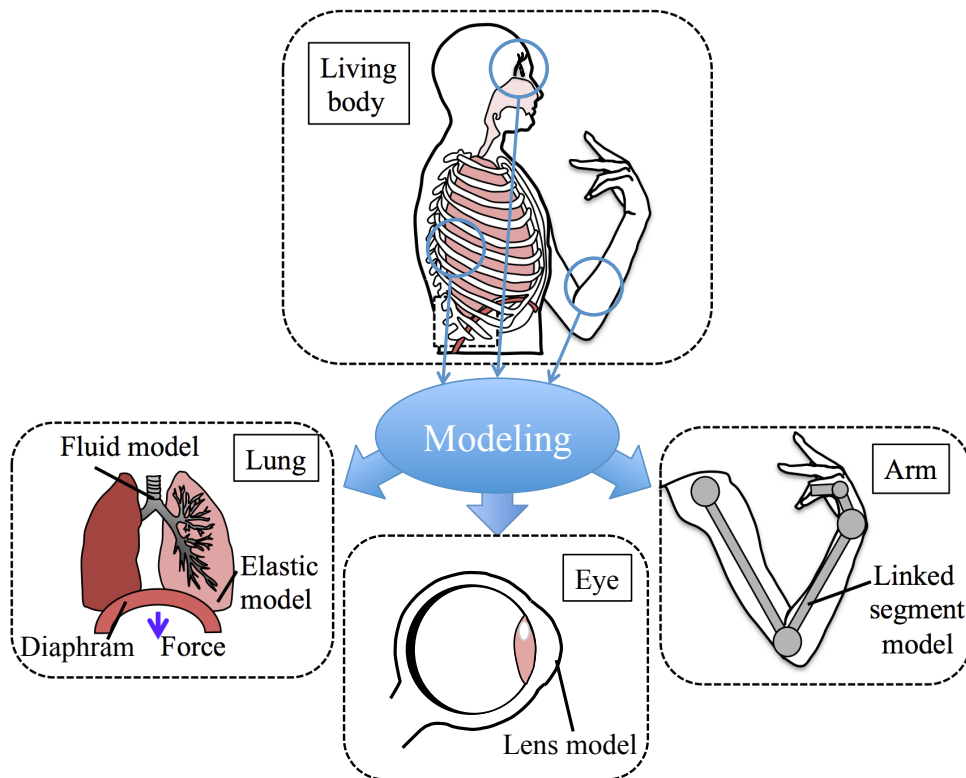 Living
body
Modeling
Fluid model
Lung
Elastic
model
Diaphram
Force
Eye
Lens model
Arm
Linked
segment
model